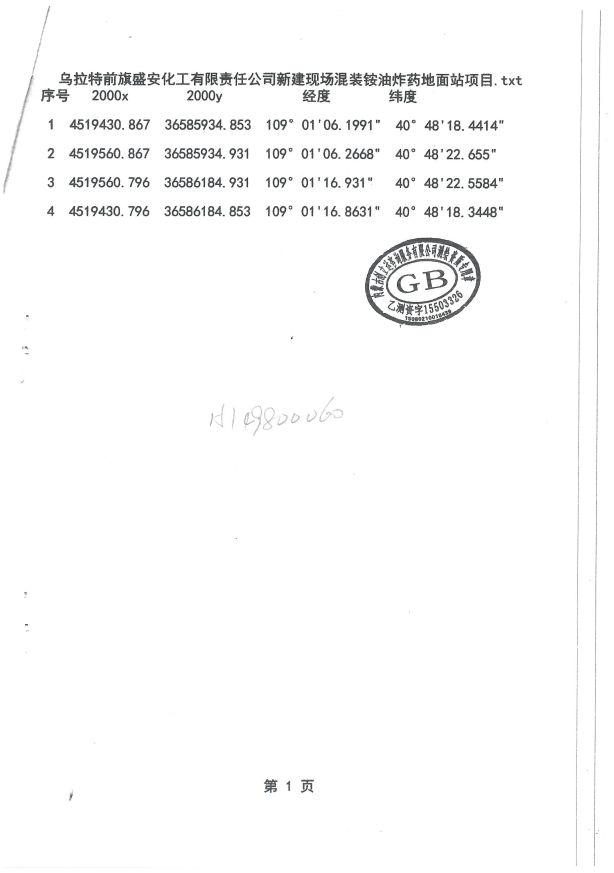 乌拉特前旗盛安化工有限责任公司新建现场混装铵油炸药地面站项目.txt
序号 2000x 2000y 经度 纬度
1 4519430.867 36585934.853 109° 01'06.1991" 40° 48'18.4414"
2 4519560.867 36585934.931 109° 01'06.2668" 40° 48'22.655"
3 4519560.796 36586184.931 109° 01'16.931" 40° 48'22.5584"
4 4519430.796 36586184.853 109° 01'16.8631" 40° 48'18.3448"
GB
乙测资字15503326
第 1 页